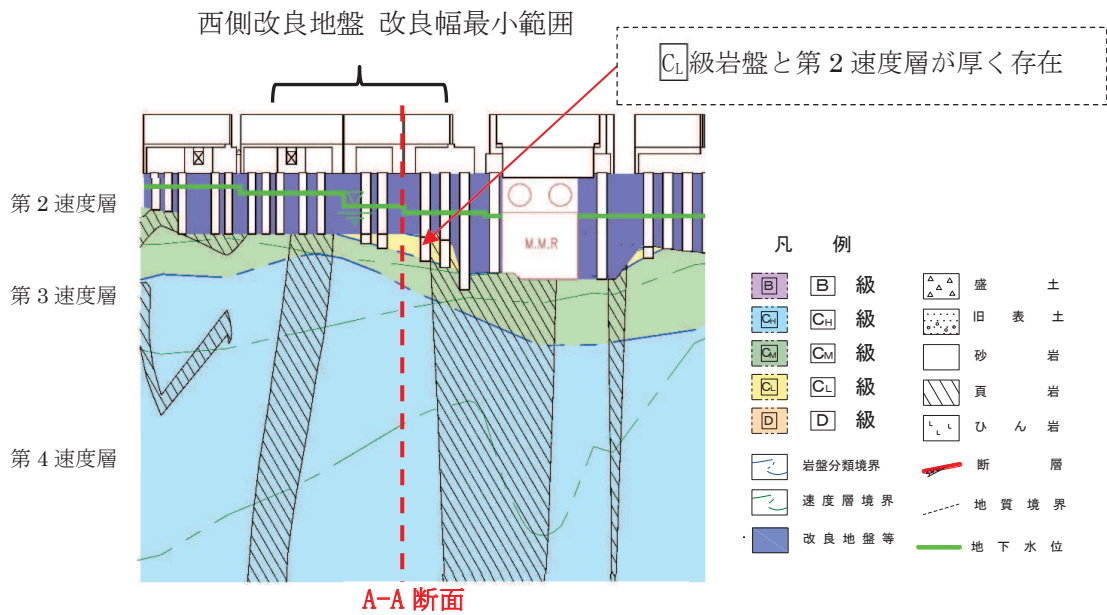 西側改良地盤 改良幅最小範囲
CL級岩盤と第2速度層が厚く存在
第2速度層
第3速度層
第4速度層
M.M.R
A-A 断面
凡 例
B B 級
CH CH 級
CM CM 級
CL CL 級
D D 級
岩盤分類境界
速度層境界
改良地盤等
盛土
旧表土
砂岩
頁岩
ひん岩
断層
地質境界
地下水位